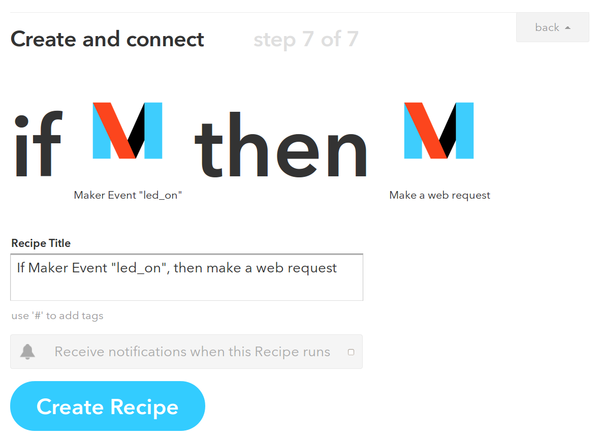 back
Create and connect step 7 of 7
if M then M
Maker Event "led_on" Make a web request
Recipe Title
If Maker Event "led_on", then make a web request
use '#' to add tags
Receive notifications when this Recipe runs
Create Recipe